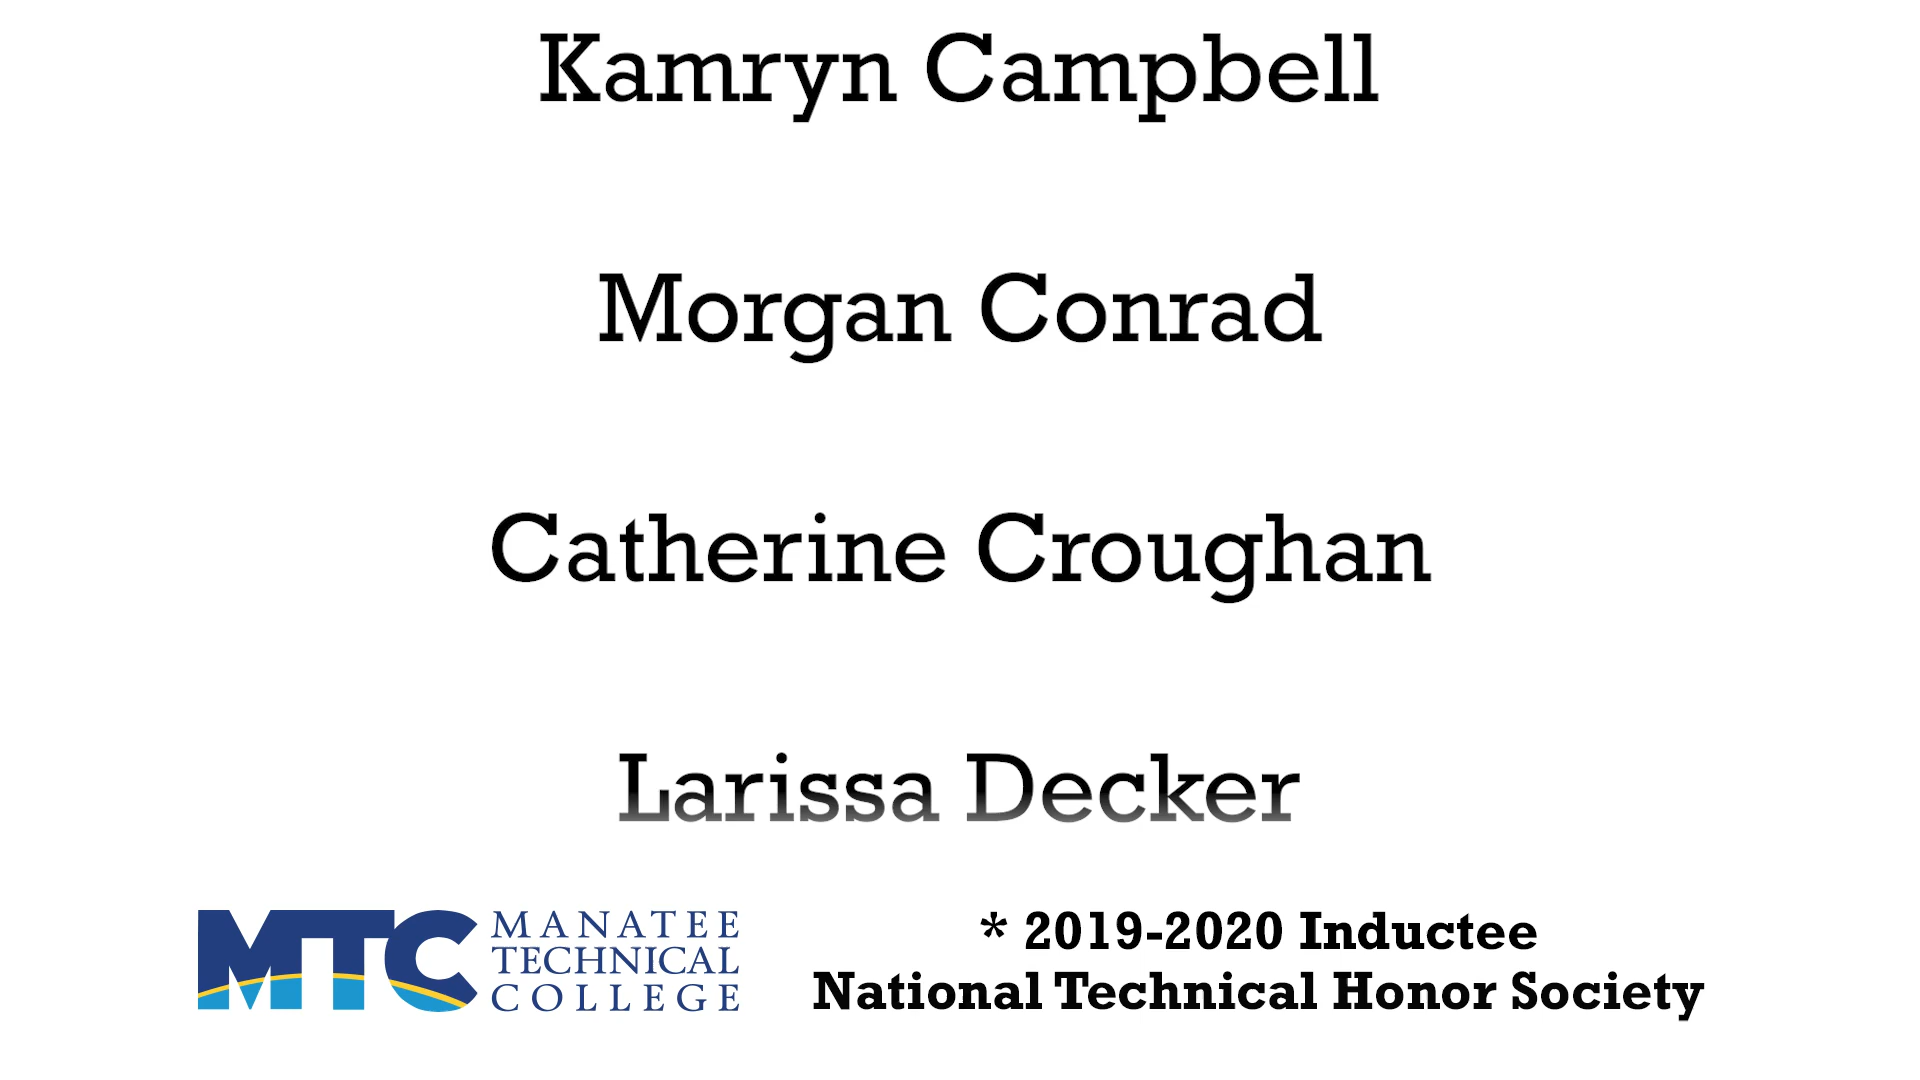 Kamryn Campbell
Morgan Conrad
Catherine Croughan
Larissa Decker
MTC
MANATEE
TECHNICAL
COLLEGE
* 2019-2020 Inductee
National Technical Honor Society